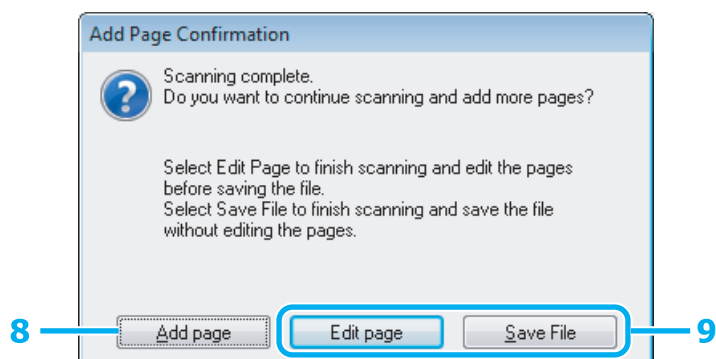 Add Page Confirmation
Scanning complete.
Do you want to continue scanning and add more pages?
Select Edit Page to finish scanning and edit the pages
before saving the file.
Select Save File to finish scanning and save the file
without editing the pages.
8 Add page Edit page Save File 9